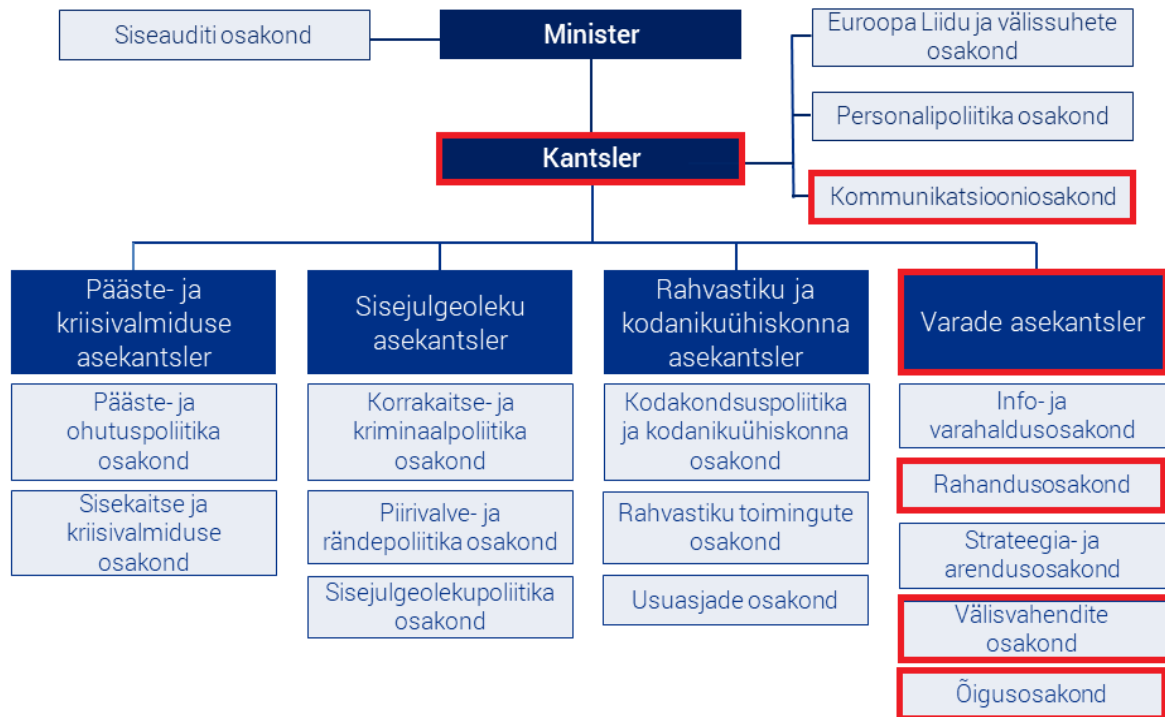 Siseauditi osakond
Minister
Euroopa Liidu ja välissuhete
osakond
Personalipoliitika osakond
Kantsler
Kommunikatsiooniosakond
Pääste- ja
kriisivalmiduse
asekantsler
Pääste- ja
ohutuspoliitika
osakond
Sisekaitse ja
kriisivalmiduse
osakond
Sisejulgeoleku
asekantsler
Korrakaitse- ja
kriminaalpoliitika
osakond
Piirivalve- ja
rändepoliitika osakond
Sisejulgeolekupoliitika
osakond
Rahvastiku ja
kodanikuühiskonna
asekantsler
Kodakondsuspoliitika
ja kodanikuühiskonna
osakond
Rahvastiku toimingute
osakond
Usuasjade osakond
Varade asekantsler
Info- ja
varahaldusosakond
Rahandusosakond
Strateegia- ja
arendusosakond
Välisvahendite
osakond
Õigusosakond